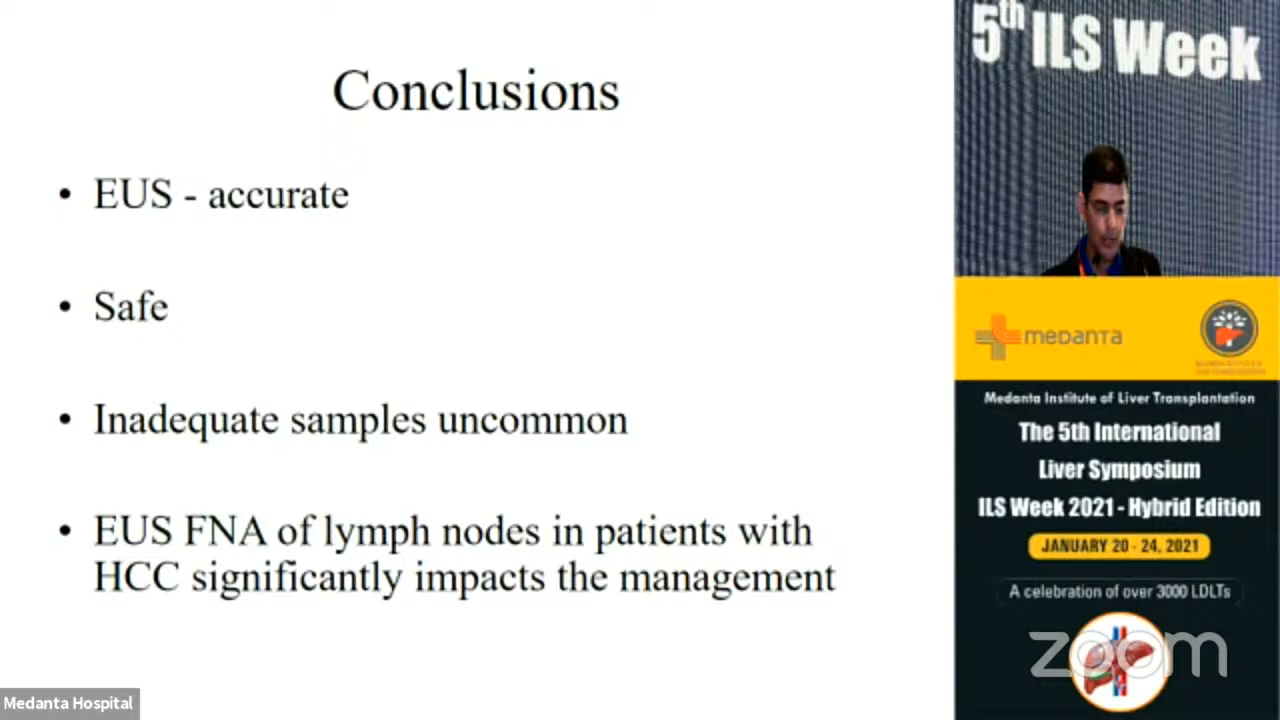 Conclusions
• EUS - accurate
• Safe
• Inadequate samples uncommon
• EUS FNA of lymph nodes in patients with
HCC significantly impacts the management
Medanta Hospital
5th ILS Week
medanta
Medanta Institute of Liver Transplantation
The 5th International
Liver Symposium
ILS Week 2021 - Hybrid Edition
JANUARY 20 - 24, 2021
A celebration of over 3000 LDLTs
zoom